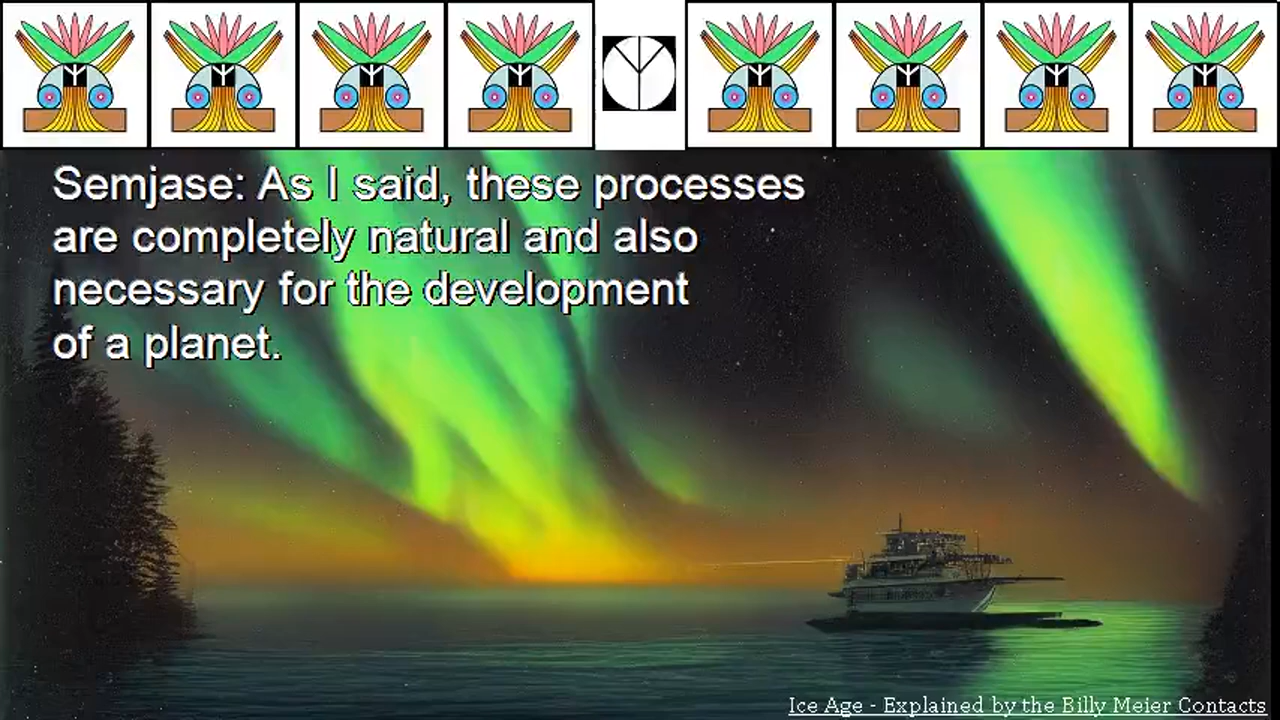 Semjase: As I said, these processes
are completely natural and also
necessary for the development
of a planet.
Ice Age - Explained by the Billy Meier Contacts